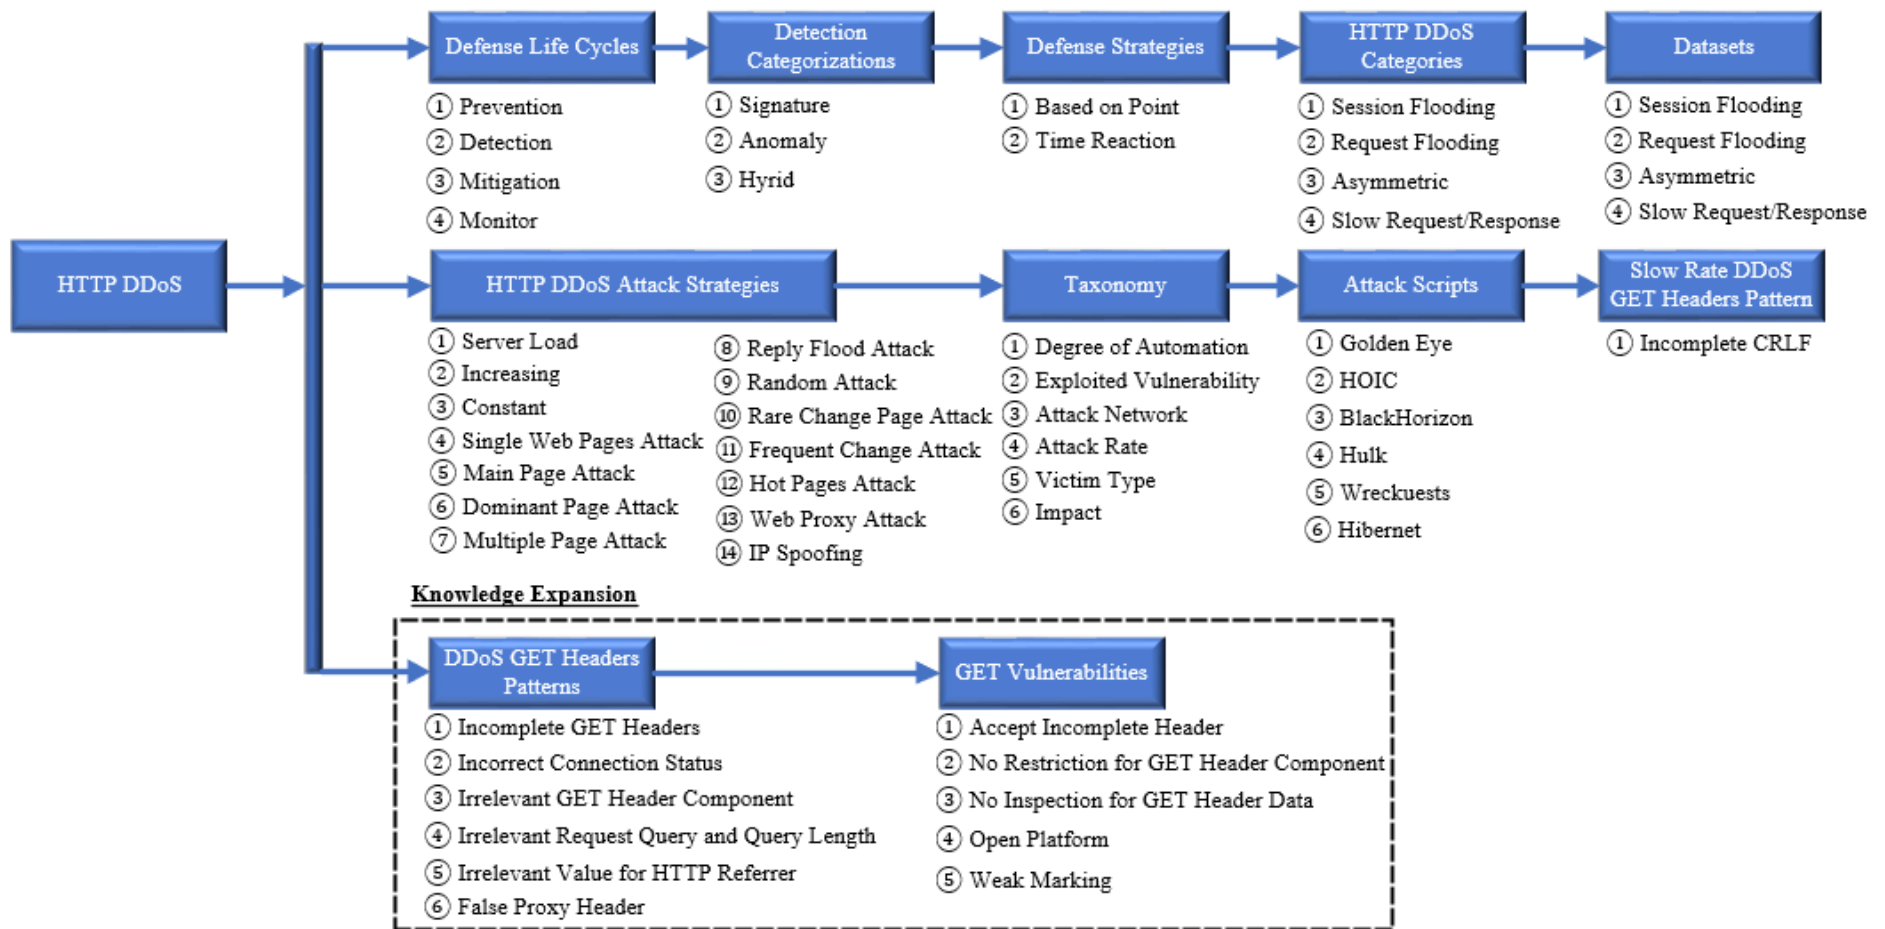 HTTP DDoS
Defense Life Cycles
① Prevention
② Detection
③ Mitigation
④ Monitor
Detection
Categorizations
① Signature
② Anomaly
③ Hyrid
Defense Strategies
① Based on Point
② Time Reaction
HTTP DDoS
Categories
① Session Flooding
② Request Flooding
③ Asymmetric
④ Slow Request/Response
Datasets
① Session Flooding
② Request Flooding
③ Asymmetric
④ Slow Request/Response
HTTP DDoS Attack Strategies
① Server Load
② Increasing
③ Constant
④ Single Web Pages Attack
⑤ Main Page Attack
⑥ Dominant Page Attack
⑦ Multiple Page Attack
⑧ Reply Flood Attack
⑨ Random Attack
⑩ Rare Change Page Attack
⑪ Frequent Change Attack
⑫ Hot Pages Attack
⑬ Web Proxy Attack
⑭ IP Spoofing
Taxonomy
① Degree of Automation
② Exploited Vulnerability
③ Attack Network
④ Attack Rate
⑤ Victim Type
⑥ Impact
Attack Scripts
① Golden Eye
② HOIC
③ BlackHorizon
④ Hulk
⑤ Wreckuests
⑥ Hibernet
Slow Rate DDoS
GET Headers Pattern
① Incomplete CRLF
Knowledge Expansion
DDoS GET Headers
Patterns
① Incomplete GET Headers
② Incorrect Connection Status
③ Irrelevant GET Header Component
④ Irrelevant Request Query and Query Length
⑤ Irrelevant Value for HTTP Referrer
⑥ False Proxy Header
GET Vulnerabilities
① Accept Incomplete Header
② No Restriction for GET Header Component
③ No Inspection for GET Header Data
④ Open Platform
⑤ Weak Marking